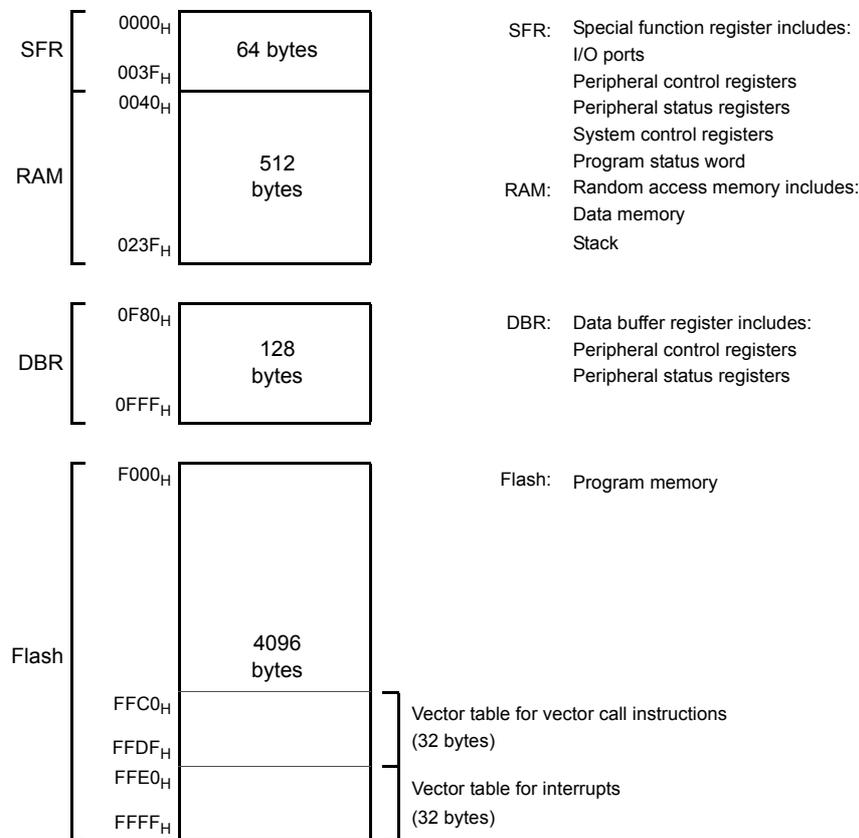 0000H
SFR
64 bytes
003FH
0040H
RAM
512
bytes
023FH
SFR: Special function register includes:
I/O ports
Peripheral control registers
Peripheral status registers
System control registers
Program status word
RAM: Random access memory includes:
Data memory
Stack
0F80H
DBR
128
bytes
0FFFH
DBR: Data buffer register includes:
Peripheral control registers
Peripheral status registers
F000H
Flash: Program memory
Flash
4096
bytes
FFC0H
FFDFH
Vector table for vector call instructions
(32 bytes)
FFE0H
FFFFH
Vector table for interrupts
(32 bytes)